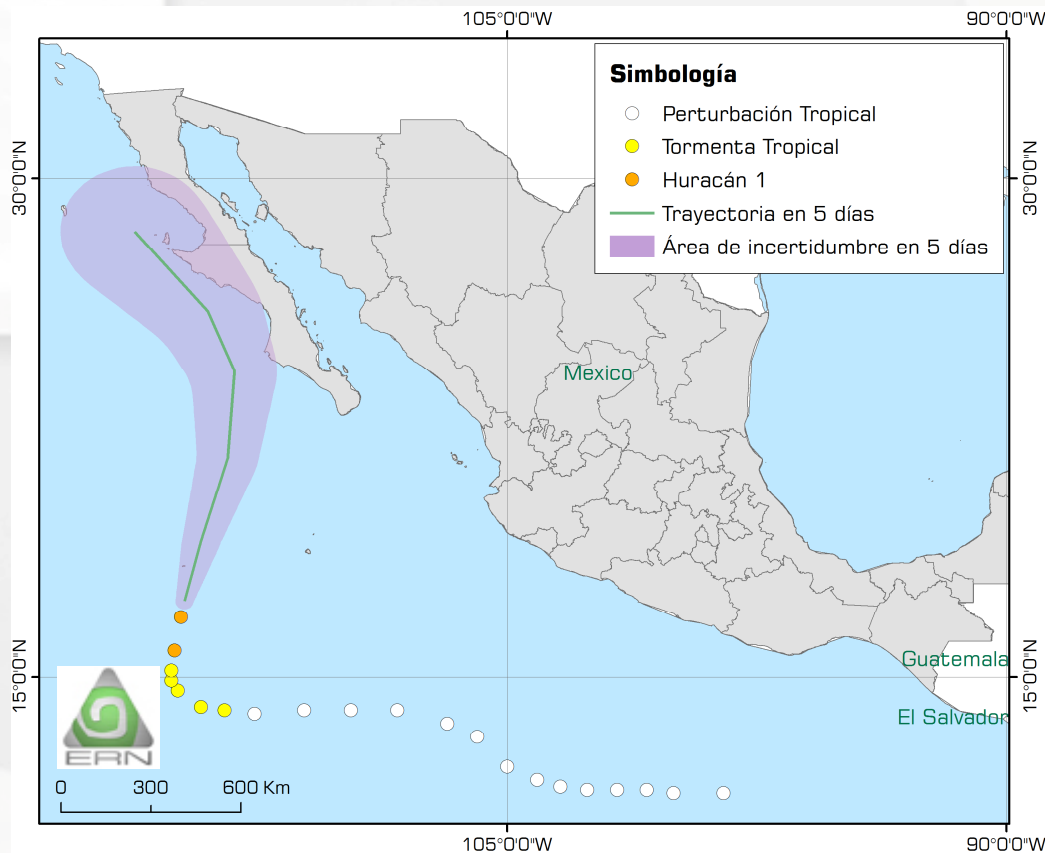 105°0'0"W
90°0'0"W
Simbología
Perturbación Tropical
Tormenta Tropical
Huracán 1
Trayectoria en 5 días
Área de incertidumbre en 5 días
30°0'0"N
30°0'0"N
Mexico
Guatemala
15°0'0"N
15°0'0"N
El Salvador
ERN
0 300 600 Km
105°0'0"W
90°0'0"W